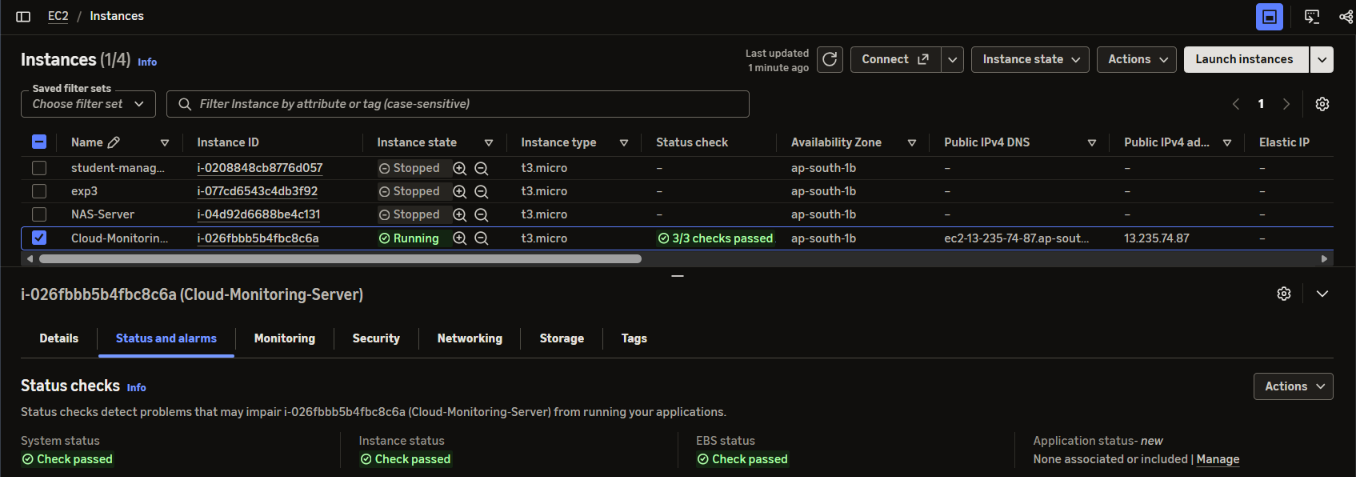 EC2 / Instances
Instances (1/4) Info
Last updated
1 minute ago
Connect
Instance state
Actions
Launch instances
Saved filter sets
Choose filter set
Filter Instance by attribute or tag (case-sensitive)
1
Name Instance ID Instance state Instance type Status check Availability Zone Public IPv4 DNS Public IPv4 ad... Elastic IP
student-manag... i-0208848cb8776d057 Stopped t3.micro – ap-south-1b – – –
exp3 i-077cd6543c4db3f92 Stopped t3.micro – ap-south-1b – – –
NAS-Server i-04d92d6688be4c131 Stopped t3.micro – ap-south-1b – – –
Cloud-Monitorin... i-026fbbb5b4fbc8c6a Running t3.micro 3/3 checks passed ap-south-1b ec2-13-235-74-87.ap-sout... 13.235.74.87 –
i-026fbbb5b4fbc8c6a (Cloud-Monitoring-Server)
Details Status and alarms Monitoring Security Networking Storage Tags
Status checks Info
Actions
Status checks detect problems that may impair i-026fbbb5b4fbc8c6a (Cloud-Monitoring-Server) from running your applications.
System status Instance status EBS status Application status- new
Check passed Check passed Check passed None associated or included | Manage